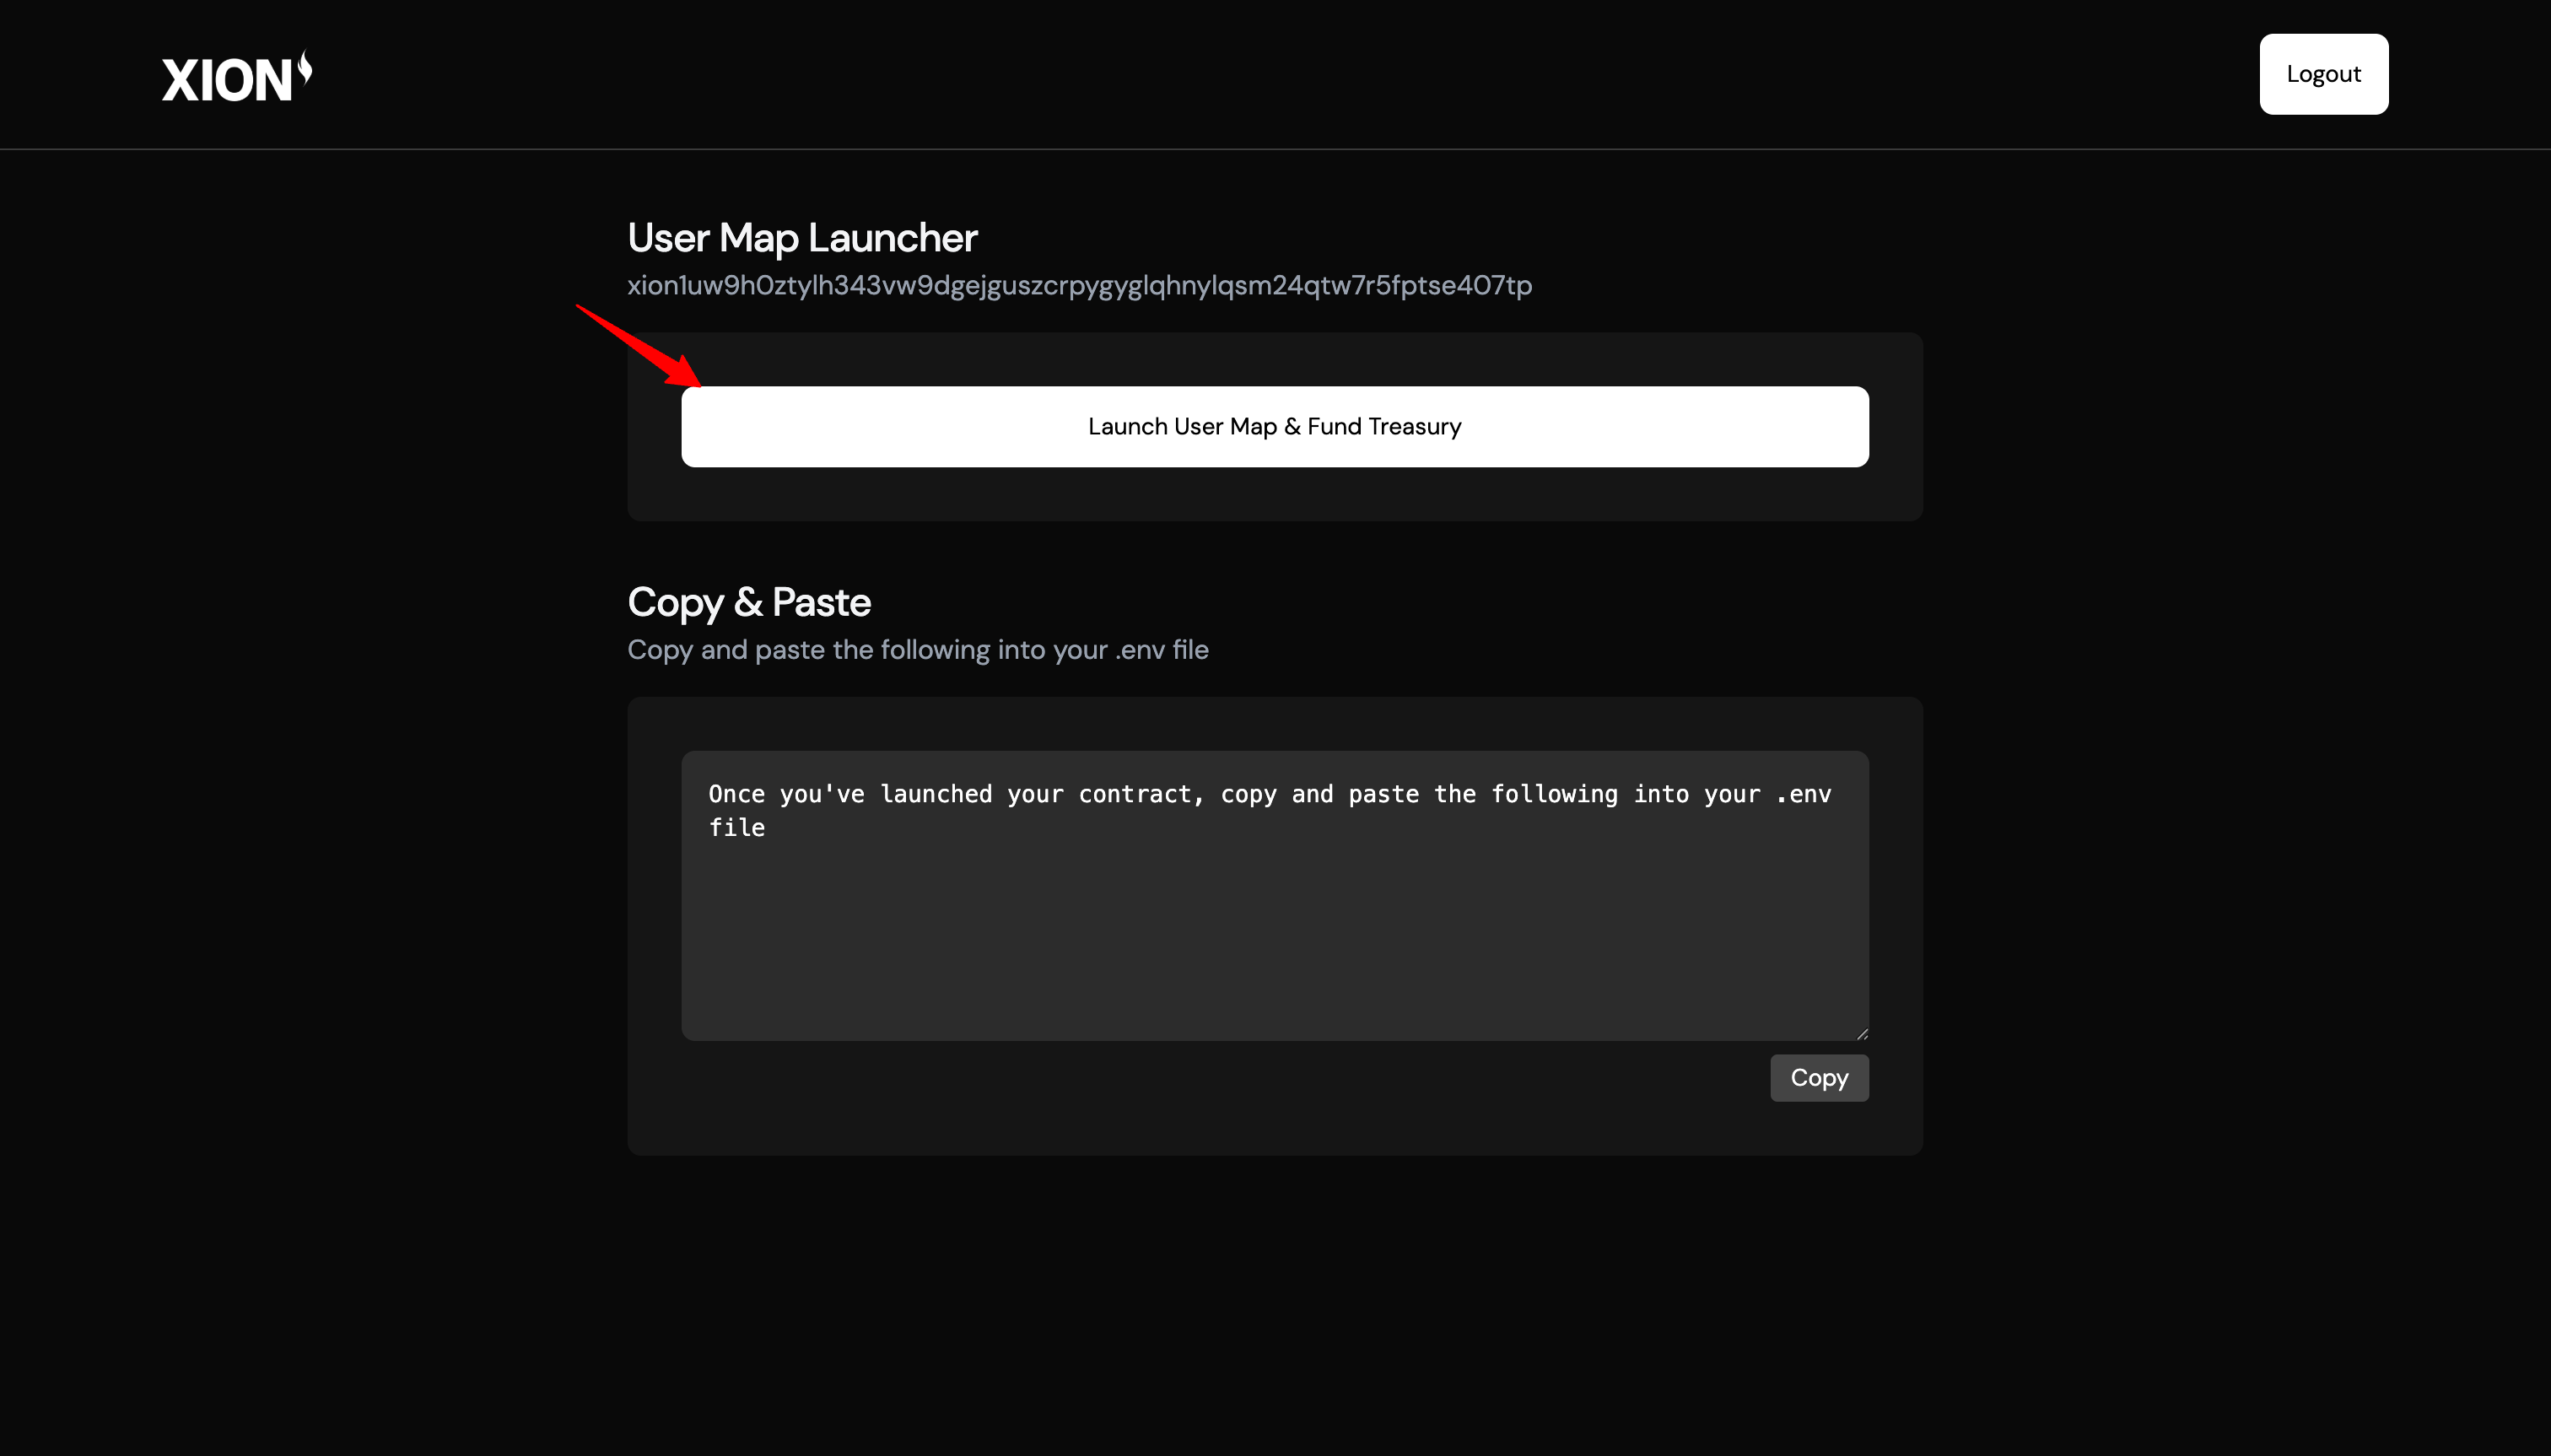 XION
Logout
User Map Launcher
xion1uw9h0ztylh343vw9dgejguszcrpygyglqhnylqsm24qtw7r5fptse407tp
Launch User Map & Fund Treasury
Copy & Paste
Copy and paste the following into your .env file
Once you've launched your contract, copy and paste the following into your .env
file
Copy